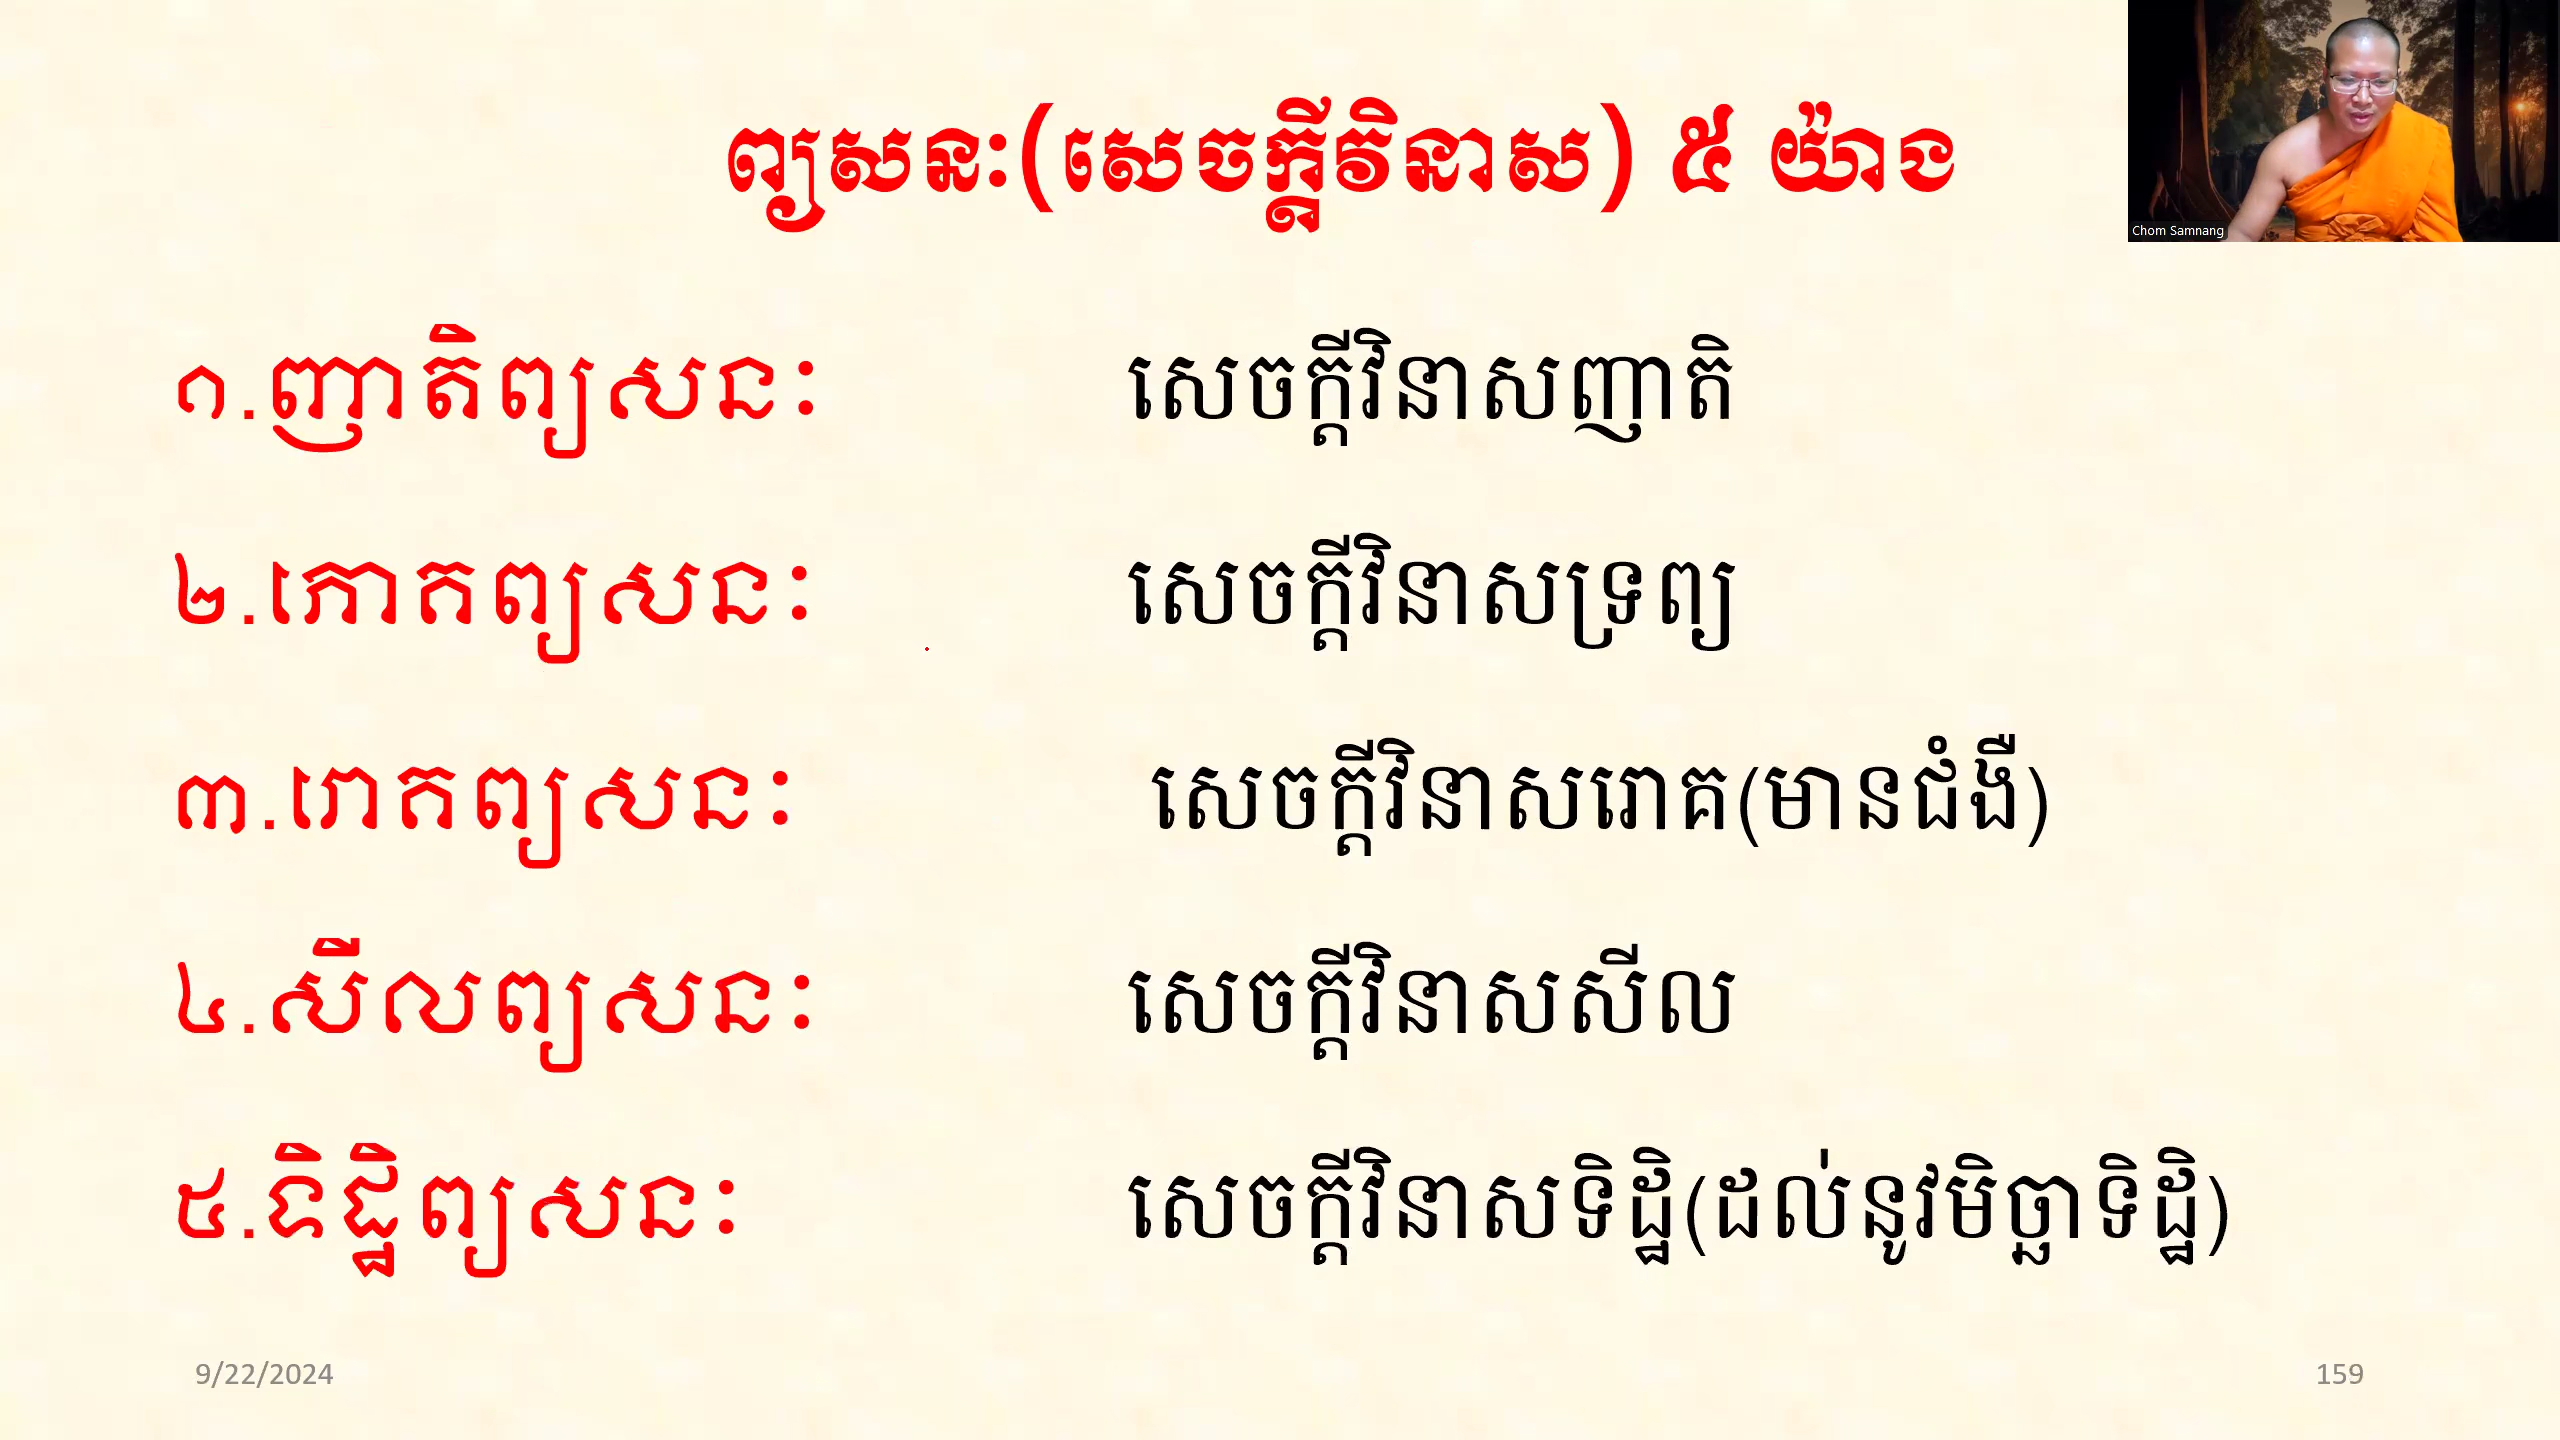 ព្យសនៈ(សេចក្តីវិនាស) ៥ យ៉ាង
Chom Samnang
១.ញាតិព្យសនៈ សេចក្តីវិនាសញាតិ
២.ភោគព្យសនៈ សេចក្តីវិនាសទ្រព្យ
៣.រោគព្យសនៈ សេចក្តីវិនាសរោគ(មានជំងឺ)
៤.សីលព្យសនៈ សេចក្តីវិនាសសីល
៥.ទិដ្ឋិព្យសនៈ សេចក្តីវិនាសទិដ្ឋិ(ដល់នូវមិច្ឆាទិដ្ឋិ)
9/22/2024 159